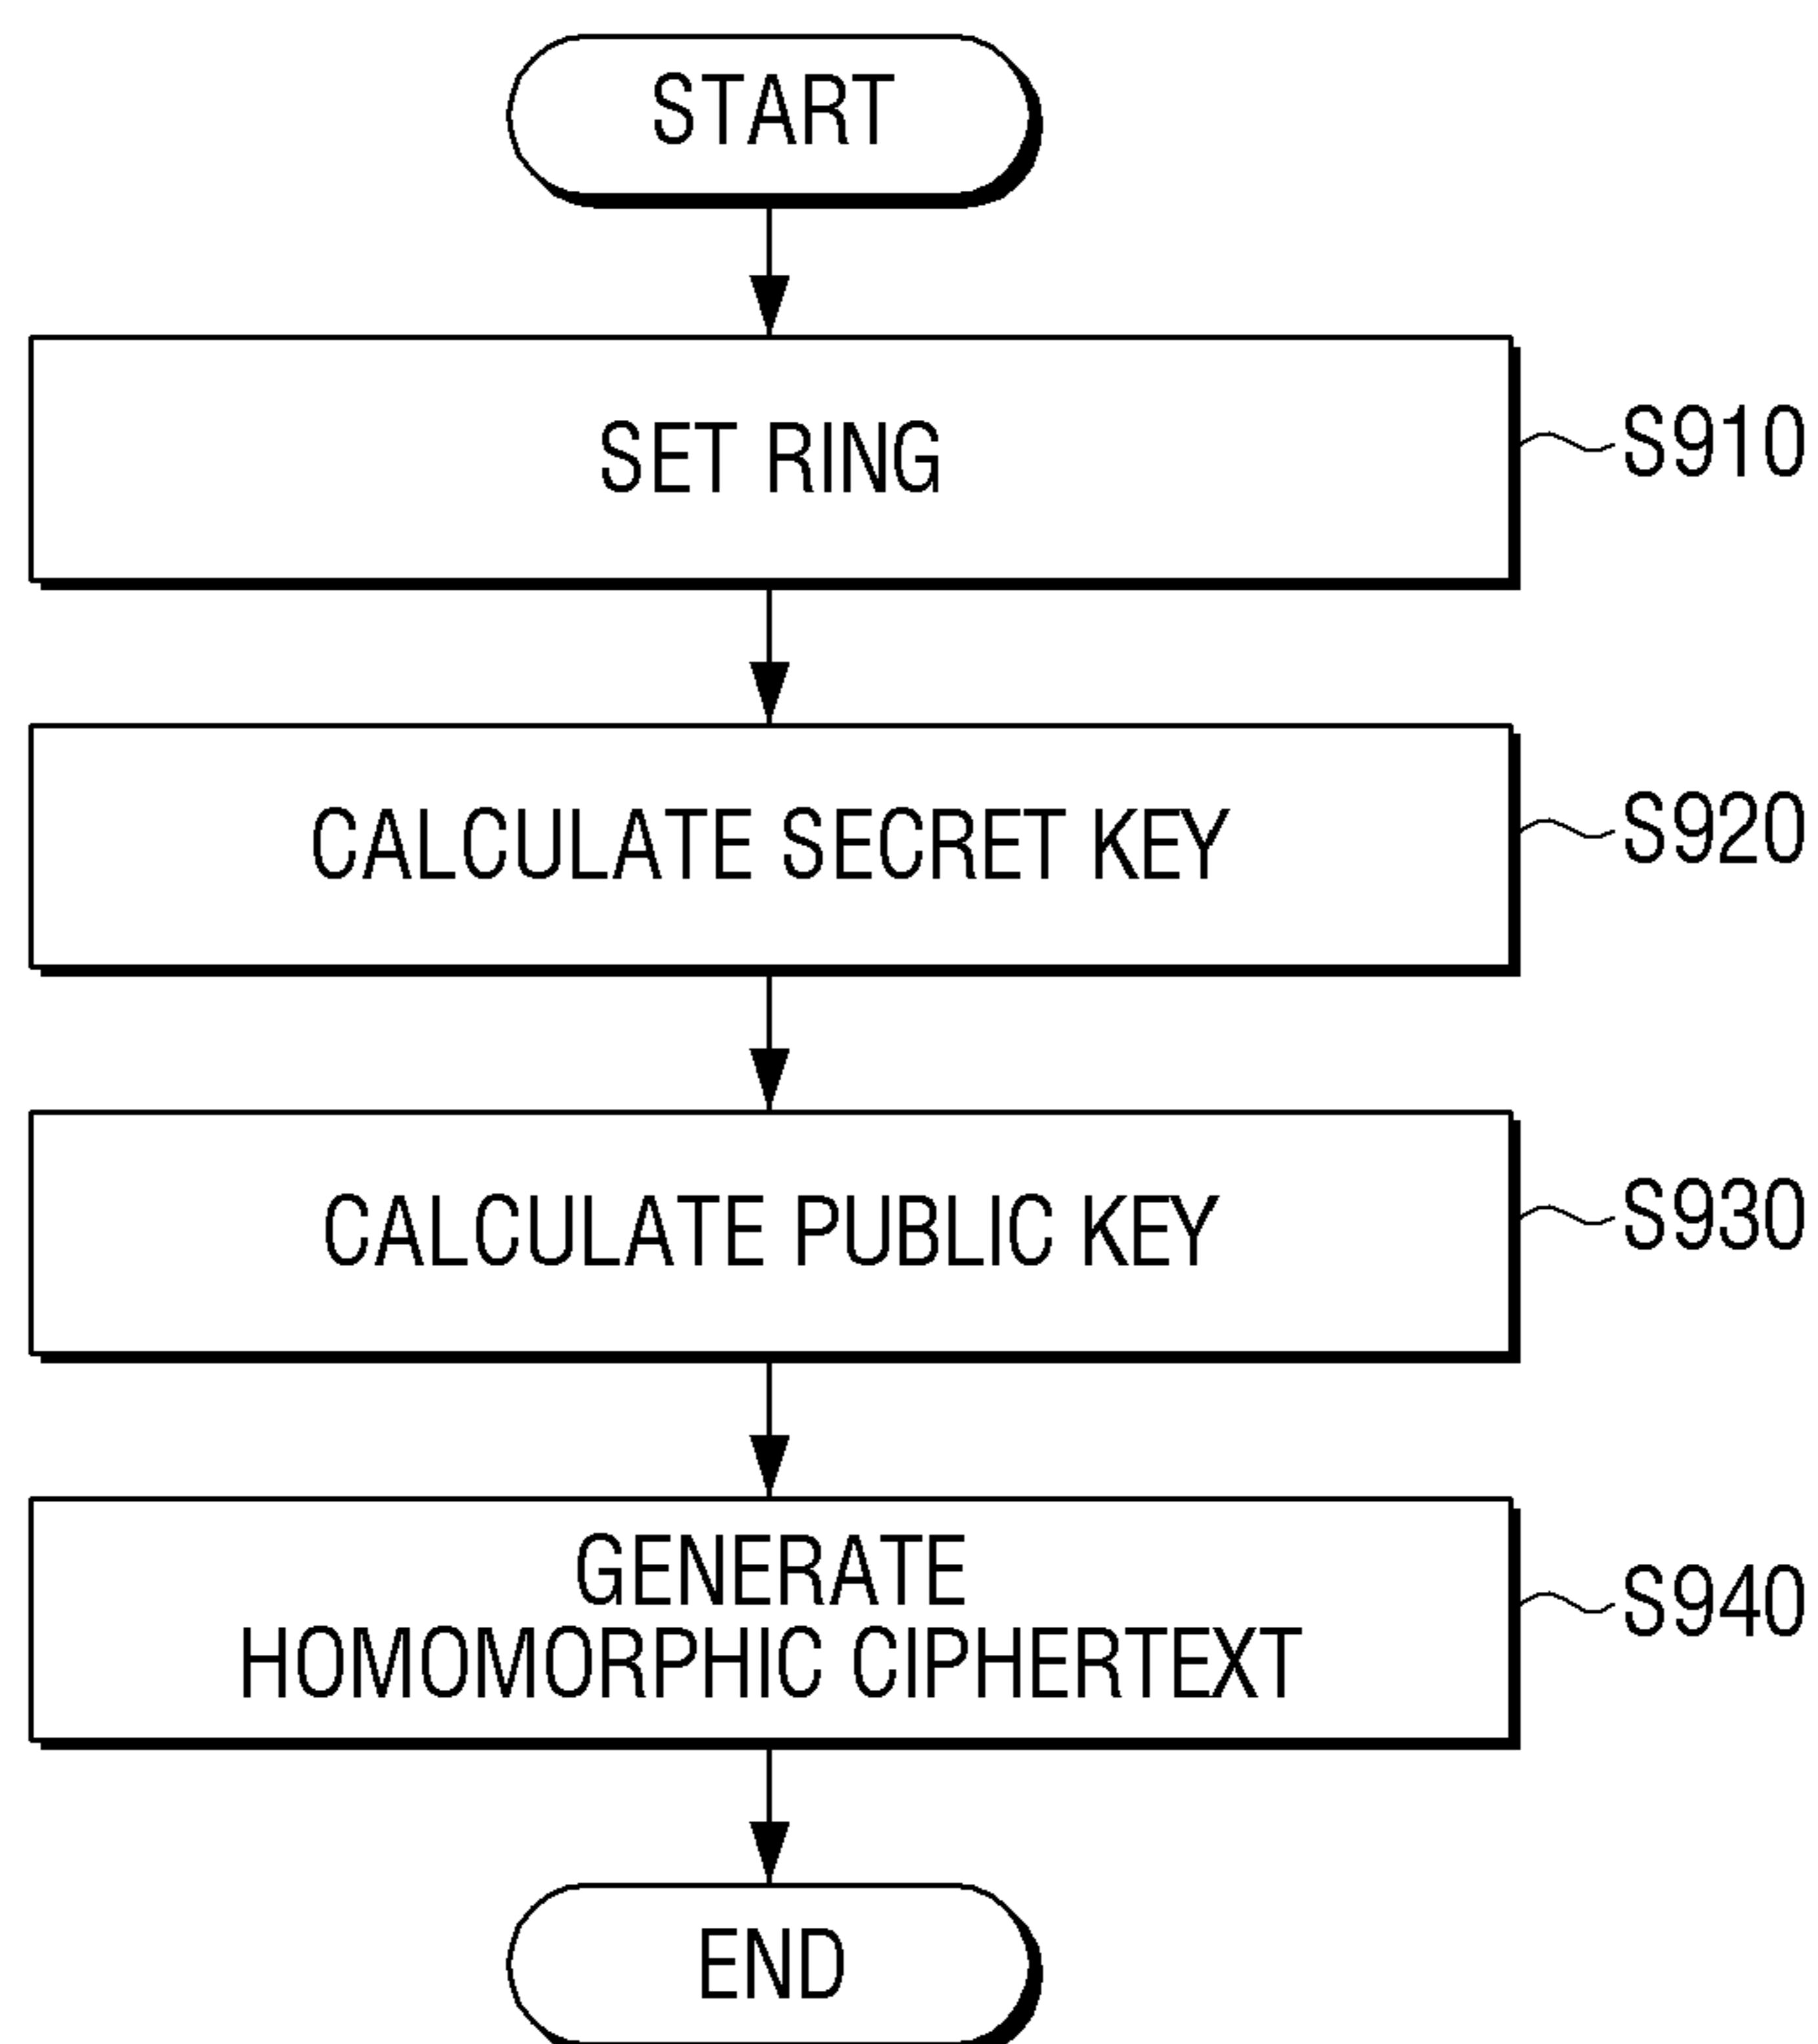 START
SET RING
S910
CALCULATE SECRET KEY
S920
CALCULATE PUBLIC KEY
S930
GENERATE
HOMOMORPHIC CIPHERTEXT
S940
END